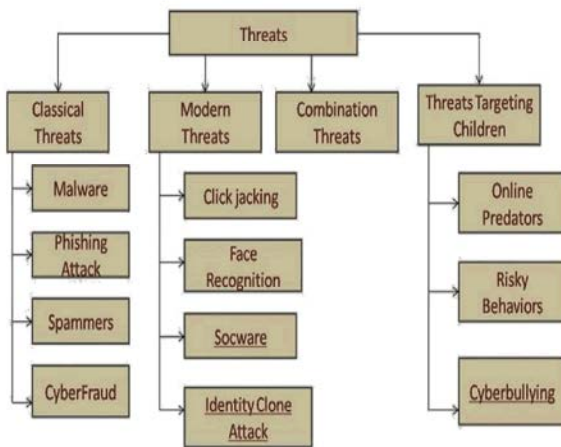 Threats
Classical
Threats
Modern
Threats
Combination
Threats
Threats Targeting
Children
Malware
Phishing
Attack
Spammers
CyberFraud
Click jacking
Face
Recognition
Socware
Identity Clone
Attack
Online
Predators
Risky
Behaviors
Cyberbullying